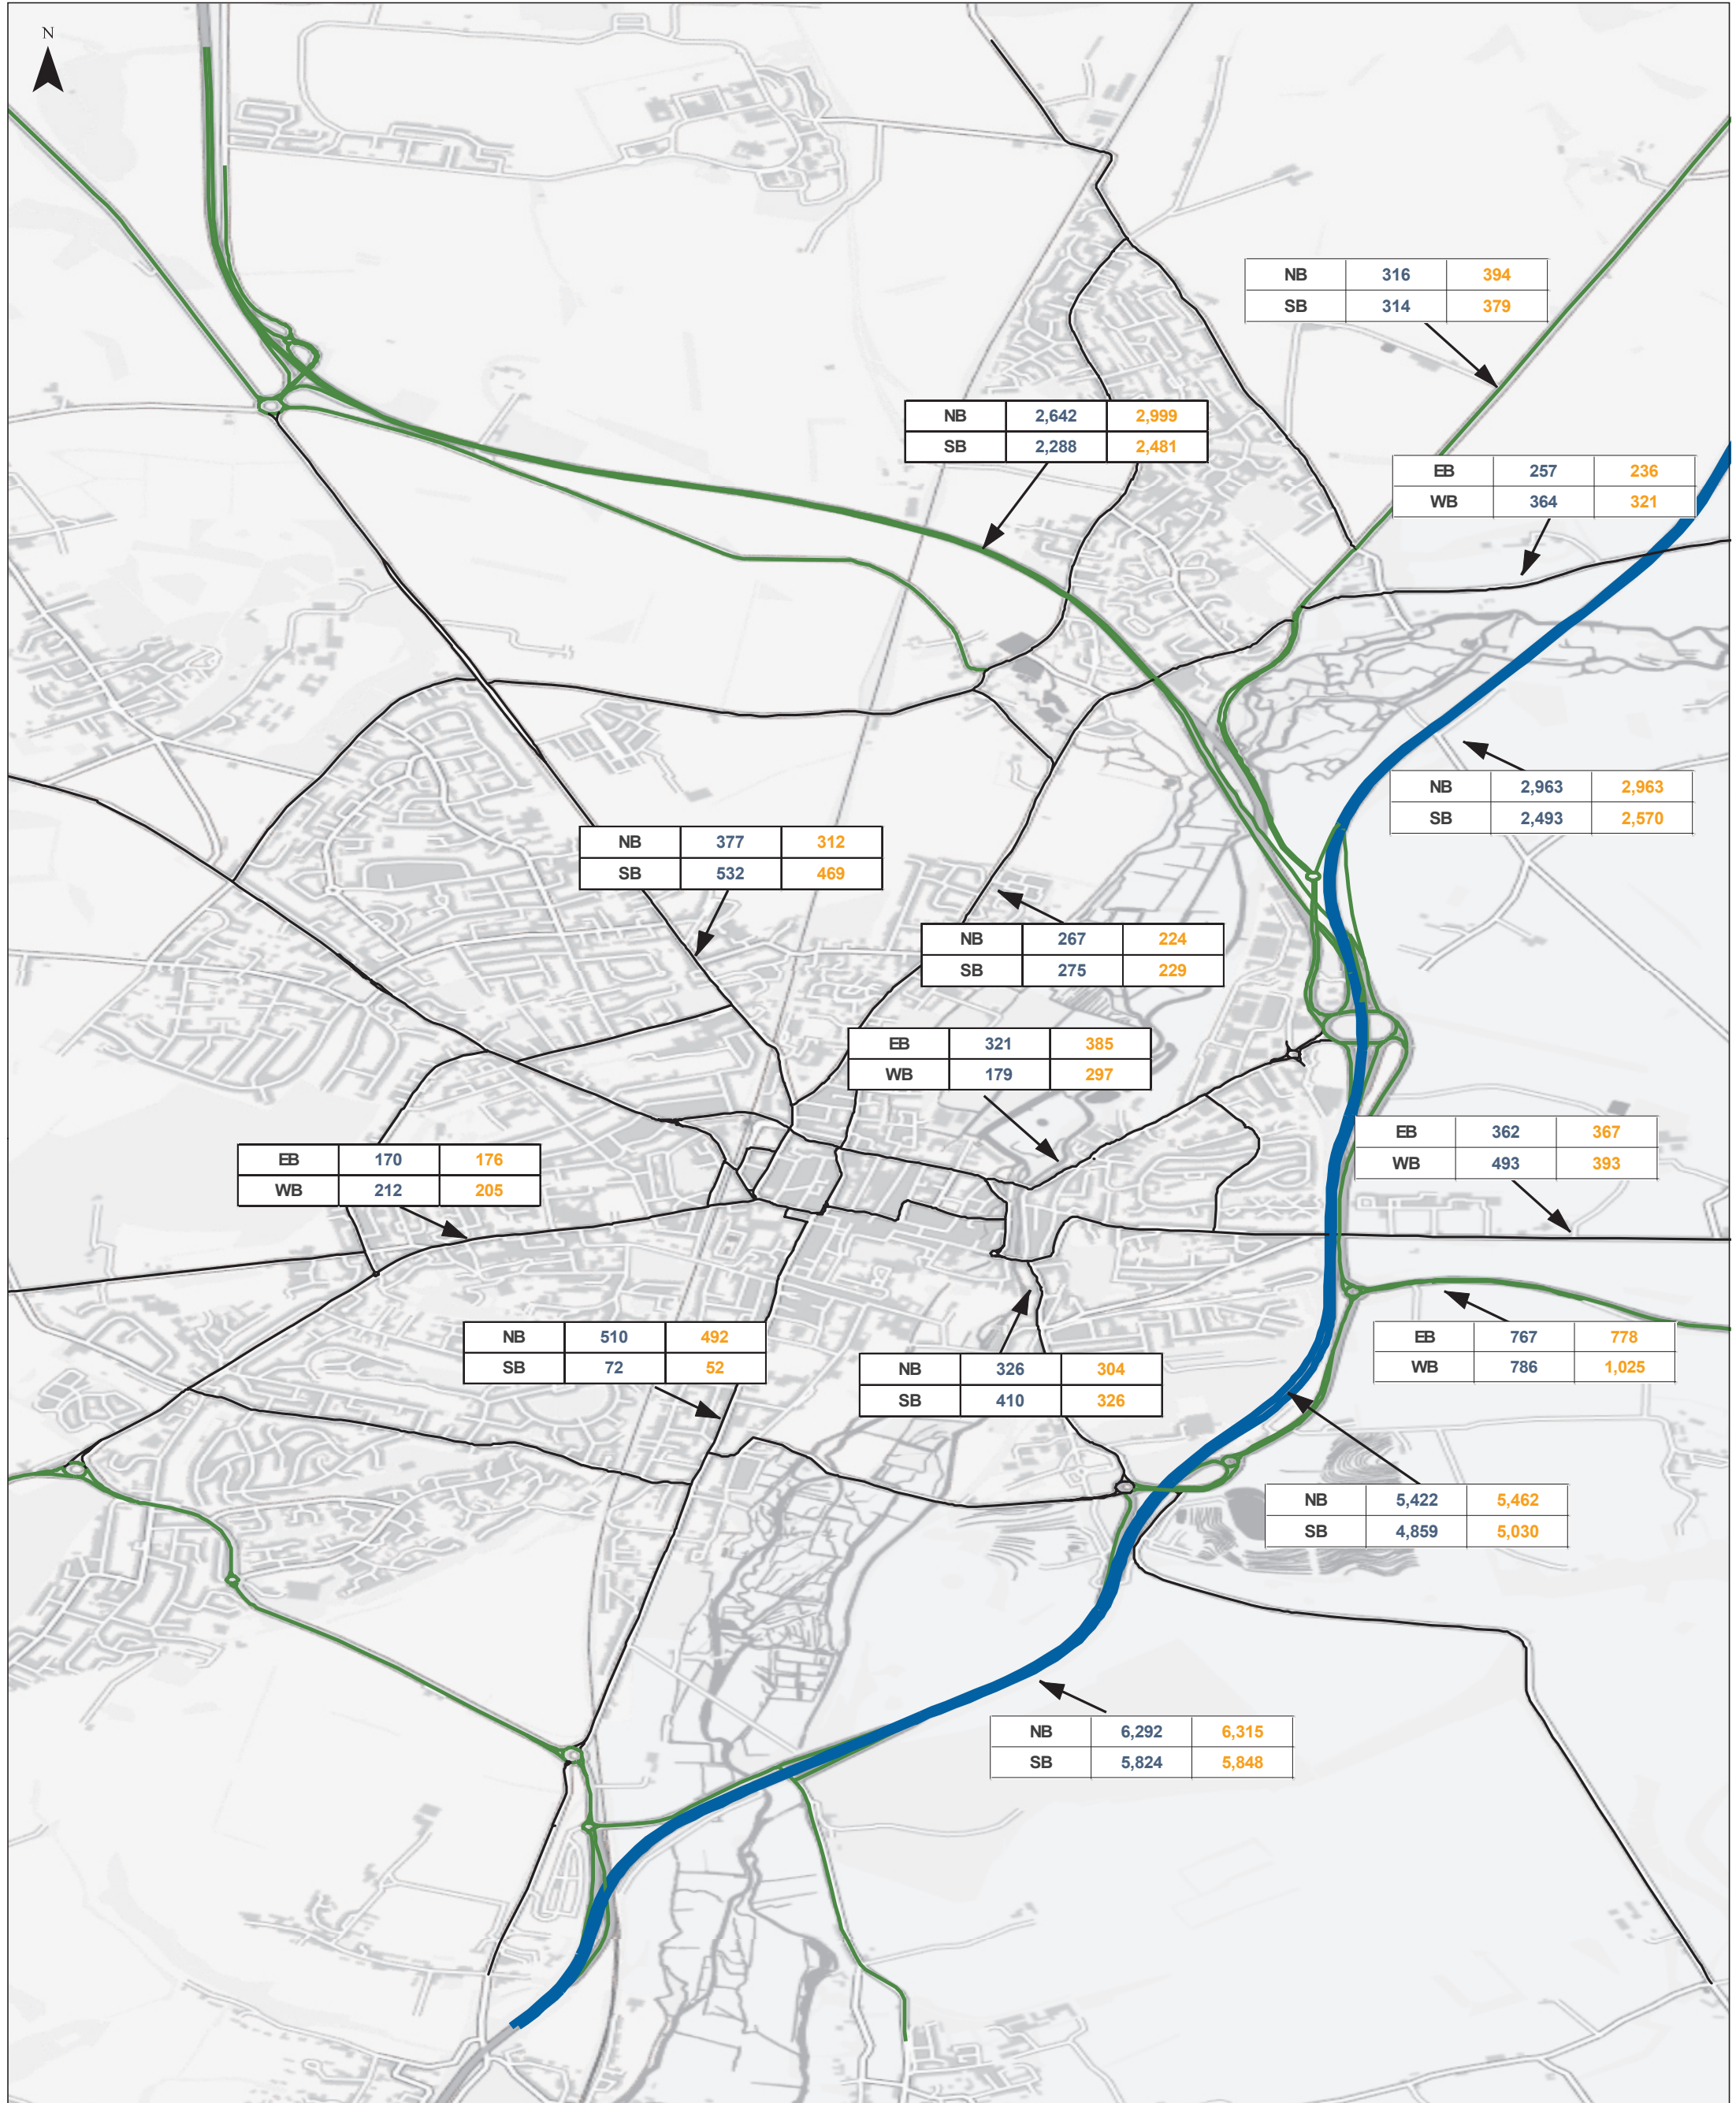 N
NB 316 394
SB 314 379
NB 2,642 2,999
SB 2,288 2,481
EB 257 236
WB 364 321
NB 2,963 2,963
SB 2,493 2,570
NB 377 312
SB 532 469
NB 267 224
SB 275 229
EB 321 385
WB 179 297
EB 362 367
WB 493 393
EB 170 176
WB 212 205
NB 510 492
SB 72 52
EB 767 778
WB 786 1,025
NB 326 304
SB 410 326
NB 5,422 5,462
SB 4,859 5,030
NB 6,292 6,315
SB 5,824 5,848